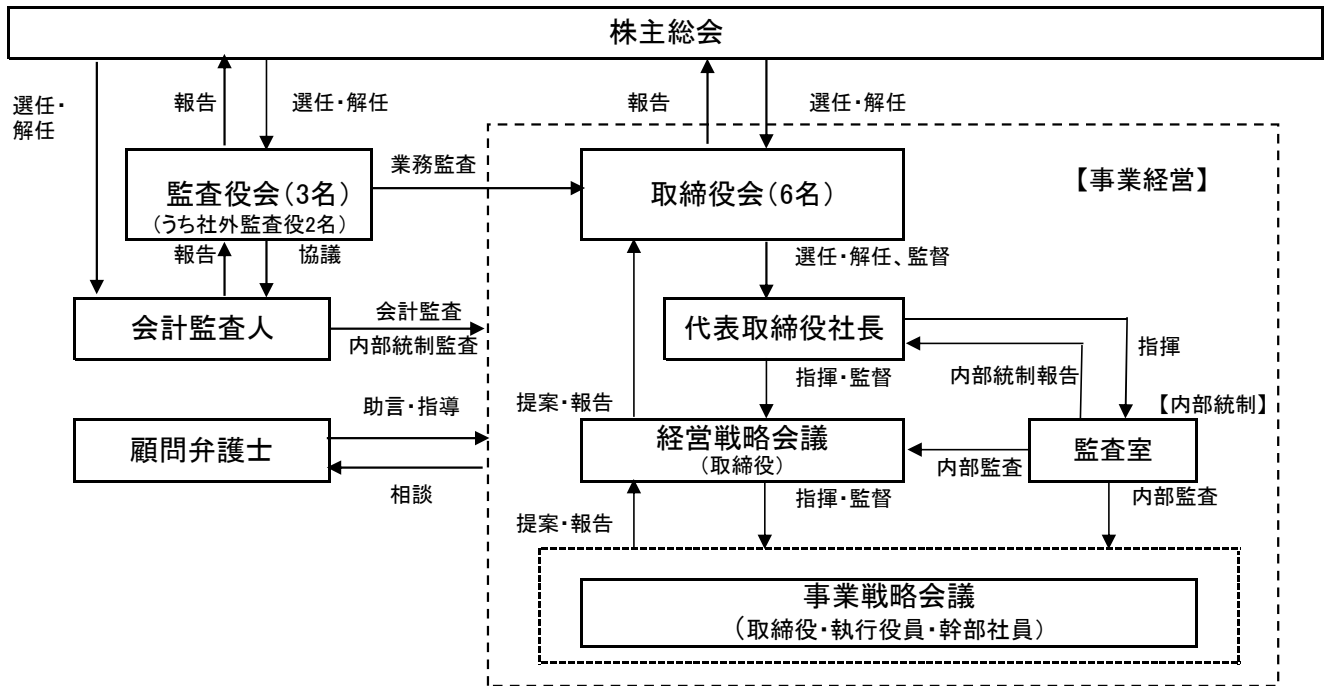 株主総会
選任・
解任
報告
選任・解任
報告
選任・解任
監査役会(3名)
(うち社外監査役2名)
業務監査
取締役会(6名)
【事業経営】
報告
協議
選任・解任、監督
会計監査人
会計監査
内部統制監査
代表取締役社長
指揮
指揮・監督
内部統制報告
【内部統制】
提案・報告
顧問弁護士
助言・指導
相談
経営戦略会議
(取締役)
内部監査
監査室
指揮・監督
内部監査
提案・報告
事業戦略会議
(取締役・執行役員・幹部社員)